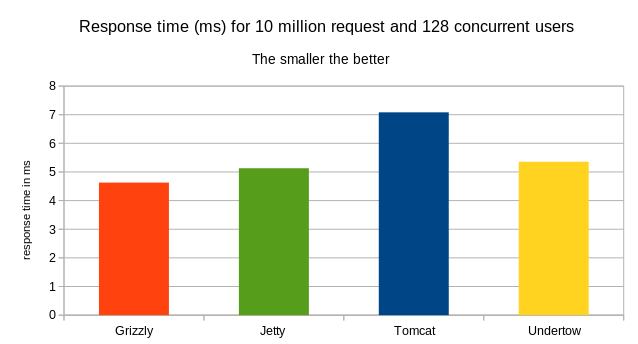 Response time (ms) for 10 million request and 128 concurrent users
The smaller the better
response time in ms
8
7
6
5
4
3
2
1
0
Grizzly Jetty Tomcat Undertow